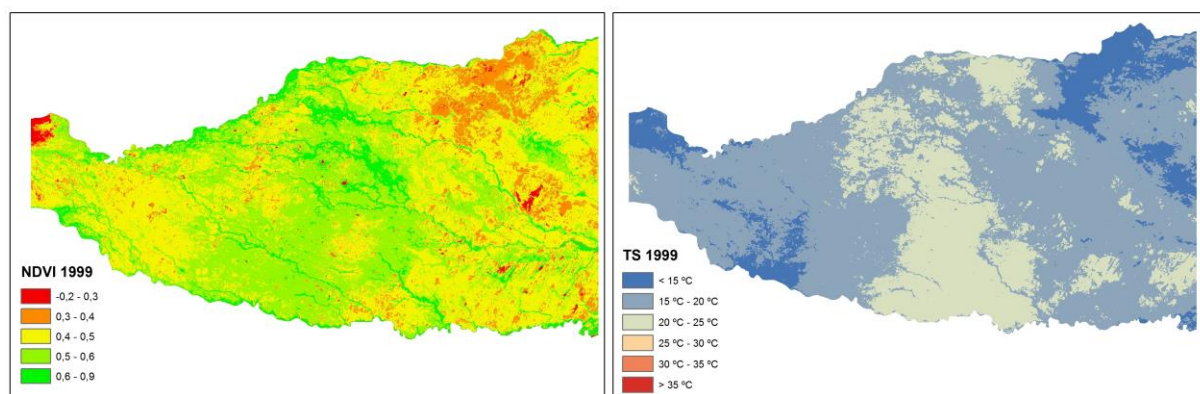 NDVI 1999
-0,2 - 0,3
0,3 - 0,4
0,4 - 0,5
0,5 - 0,6
0,6 - 0,9
TS 1999
< 15 ºC
15 ºC - 20 ºC
20 ºC - 25 ºC
25 ºC - 30 ºC
30 ºC - 35 ºC
> 35 ºC